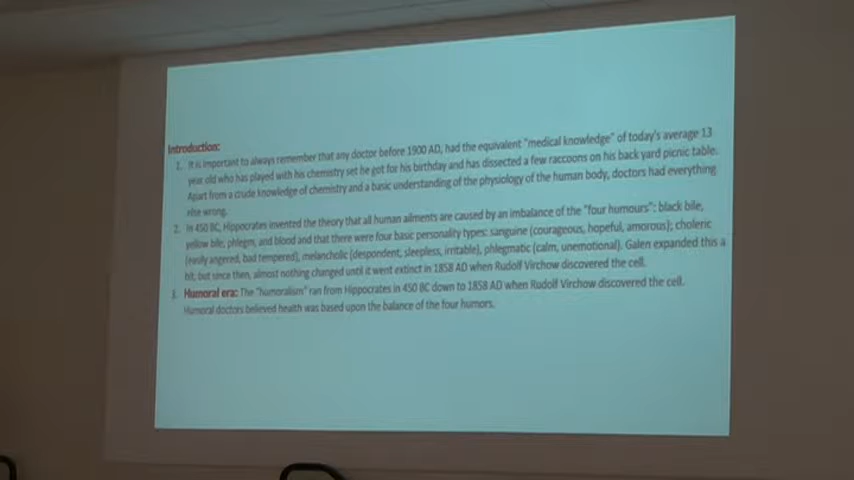 Introduction:
1. It is important to always remember that any doctor before 1900 AD, had the equivalent "medical knowledge" of today's average 13
year old who has played with his chemistry set he got for his birthday and has dissected a few raccoons on his back yard picnic table.
Apart from a crude knowledge of chemistry and a basic understanding of the physiology of the human body, doctors had everything
else wrong.
2. In 450 BC, Hippocrates invented the theory that all human ailments are caused by an imbalance of the "four humours": black bile,
yellow bile, phlegm, and blood and that there were four basic personality types: sanguine (courageous, hopeful, amorous); choleric
(easily angered, bad tempered), melancholic (despondent, sleepless, irritable), phlegmatic (calm, unemotional). Galen expanded this a
bit, but since then, almost nothing changed until it went extinct in 1858 AD when Rudolf Virchow discovered the cell.
3. Humoral era: The "humoralism" ran from Hippocrates in 450 BC down to 1858 AD when Rudolf Virchow discovered the cell.
Humoral doctors believed health was based upon the balance of the four humors.